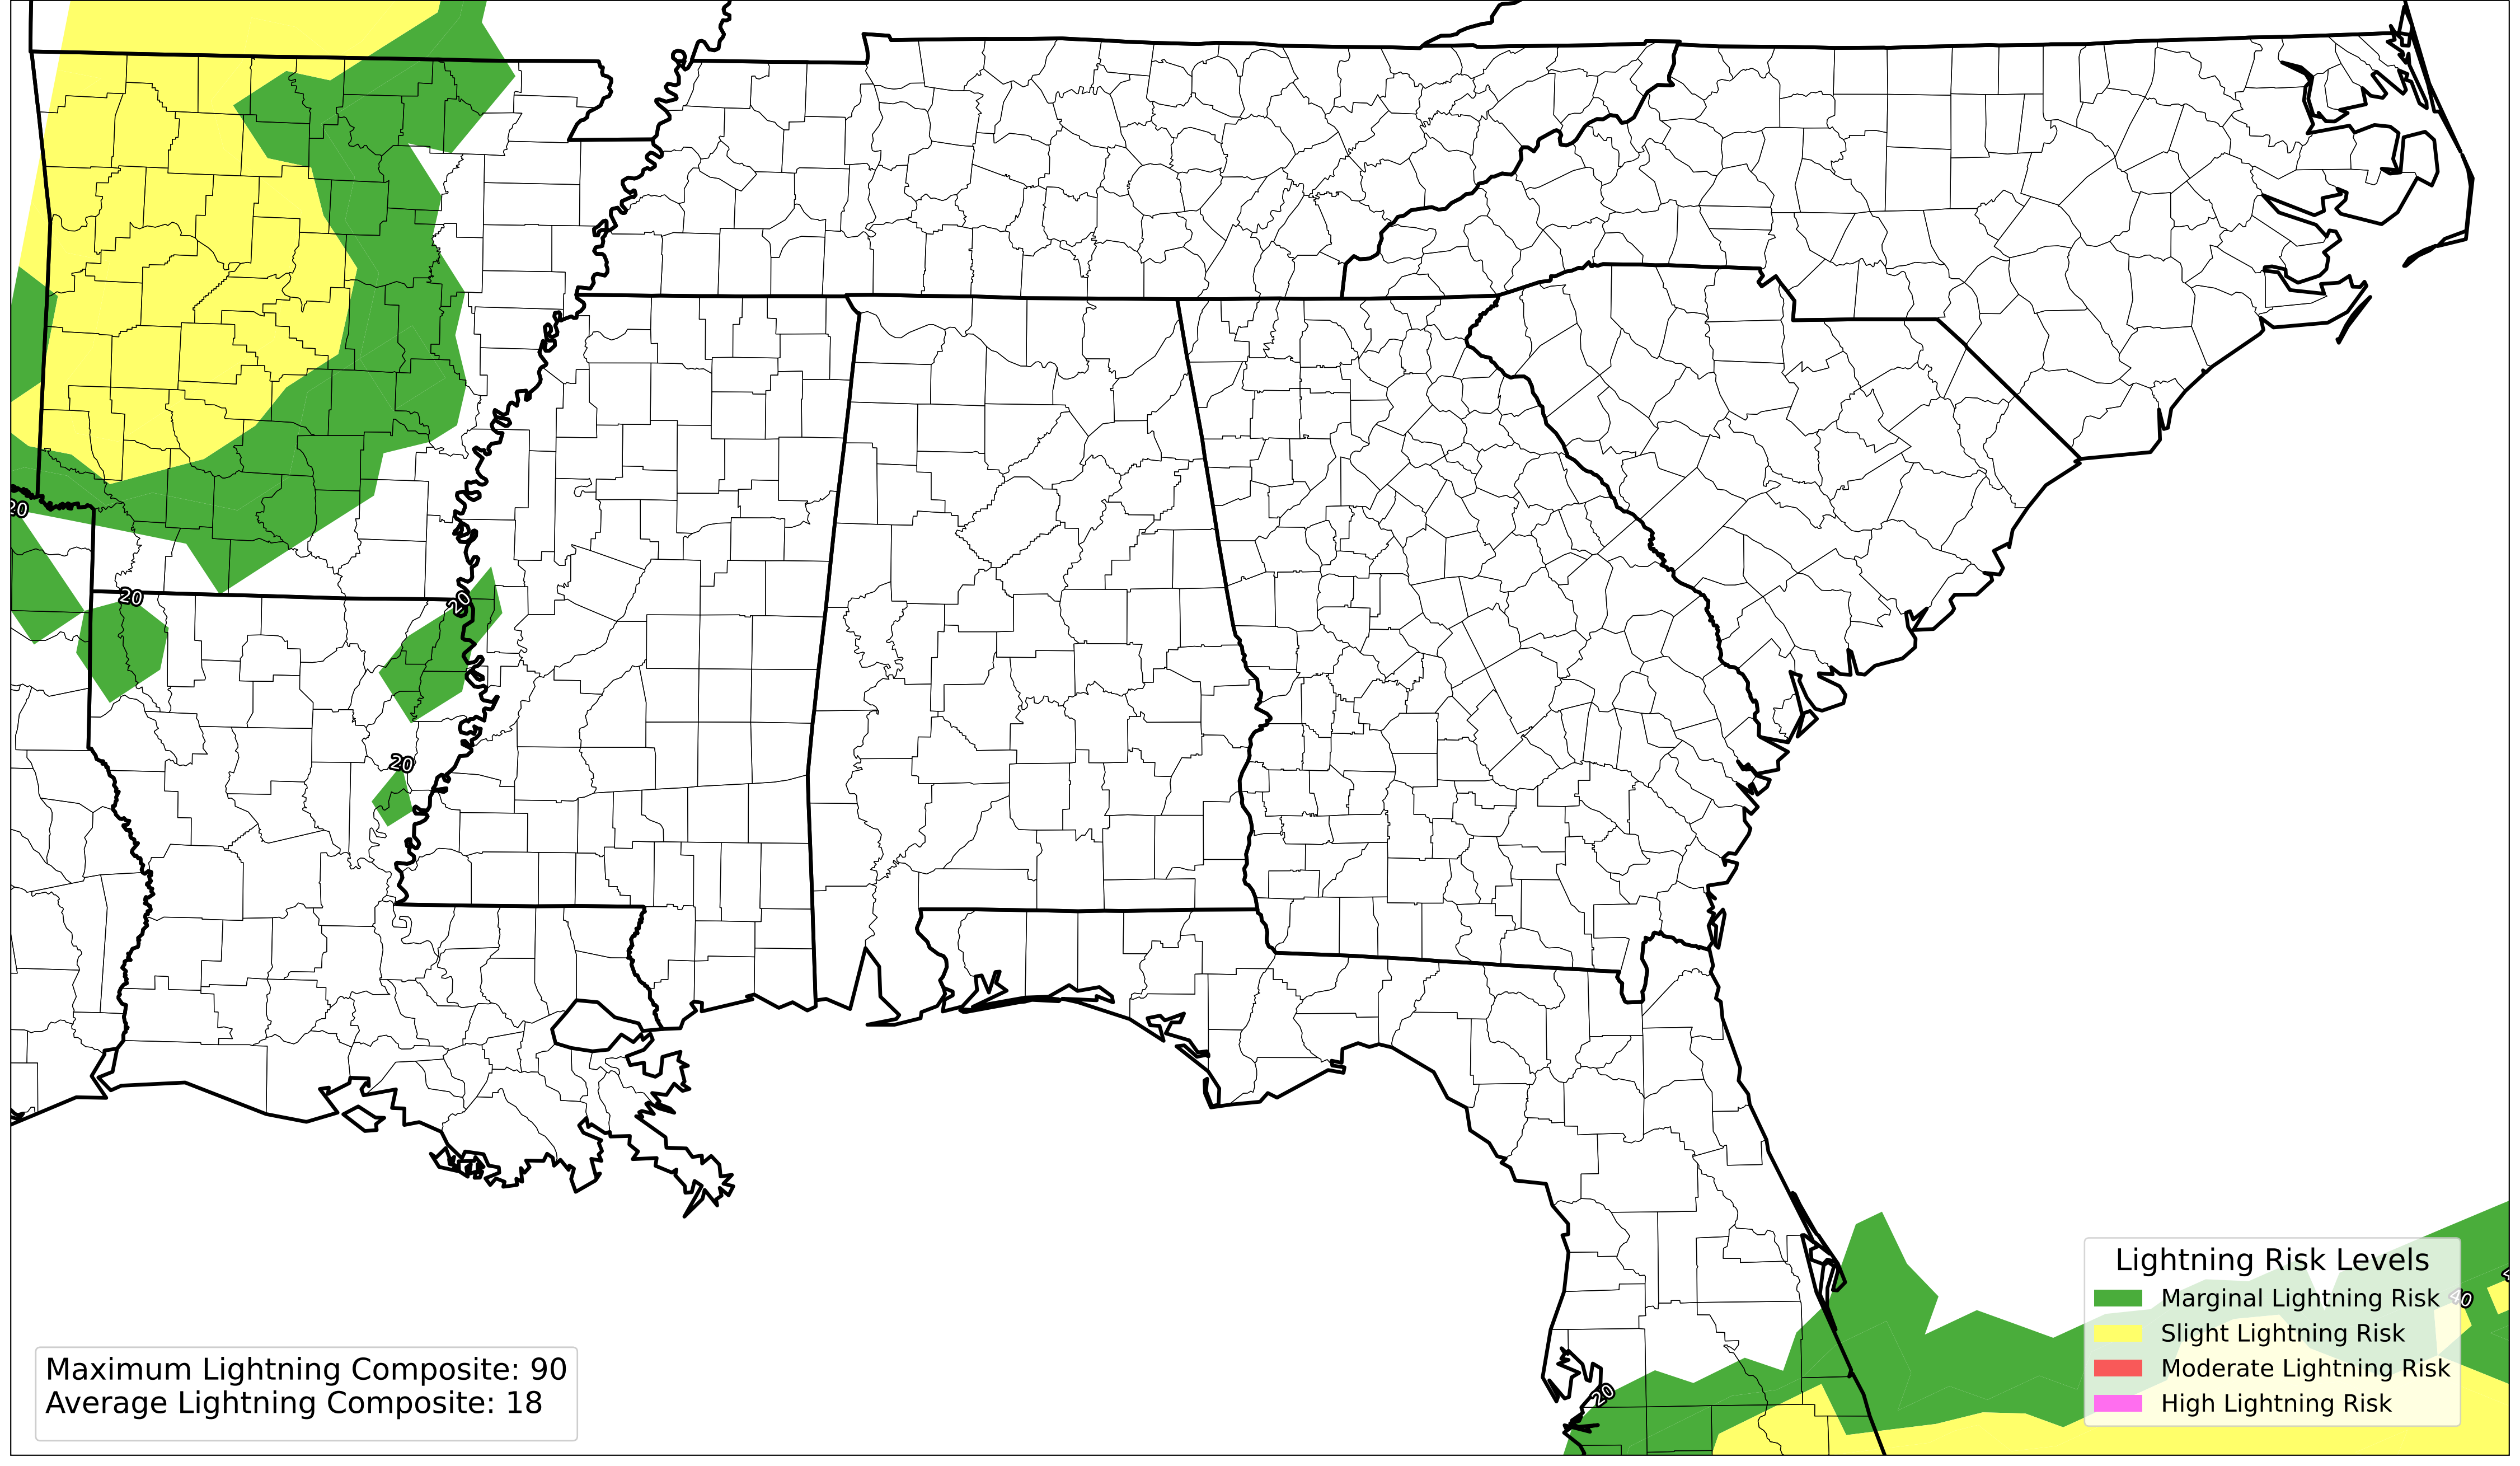 20
20
20
20
Lightning Risk Levels
Marginal Lightning Risk
40
Slight Lightning Risk
Moderate Lightning Risk
High Lightning Risk
Maximum Lightning Composite: 90
Average Lightning Composite: 18
20